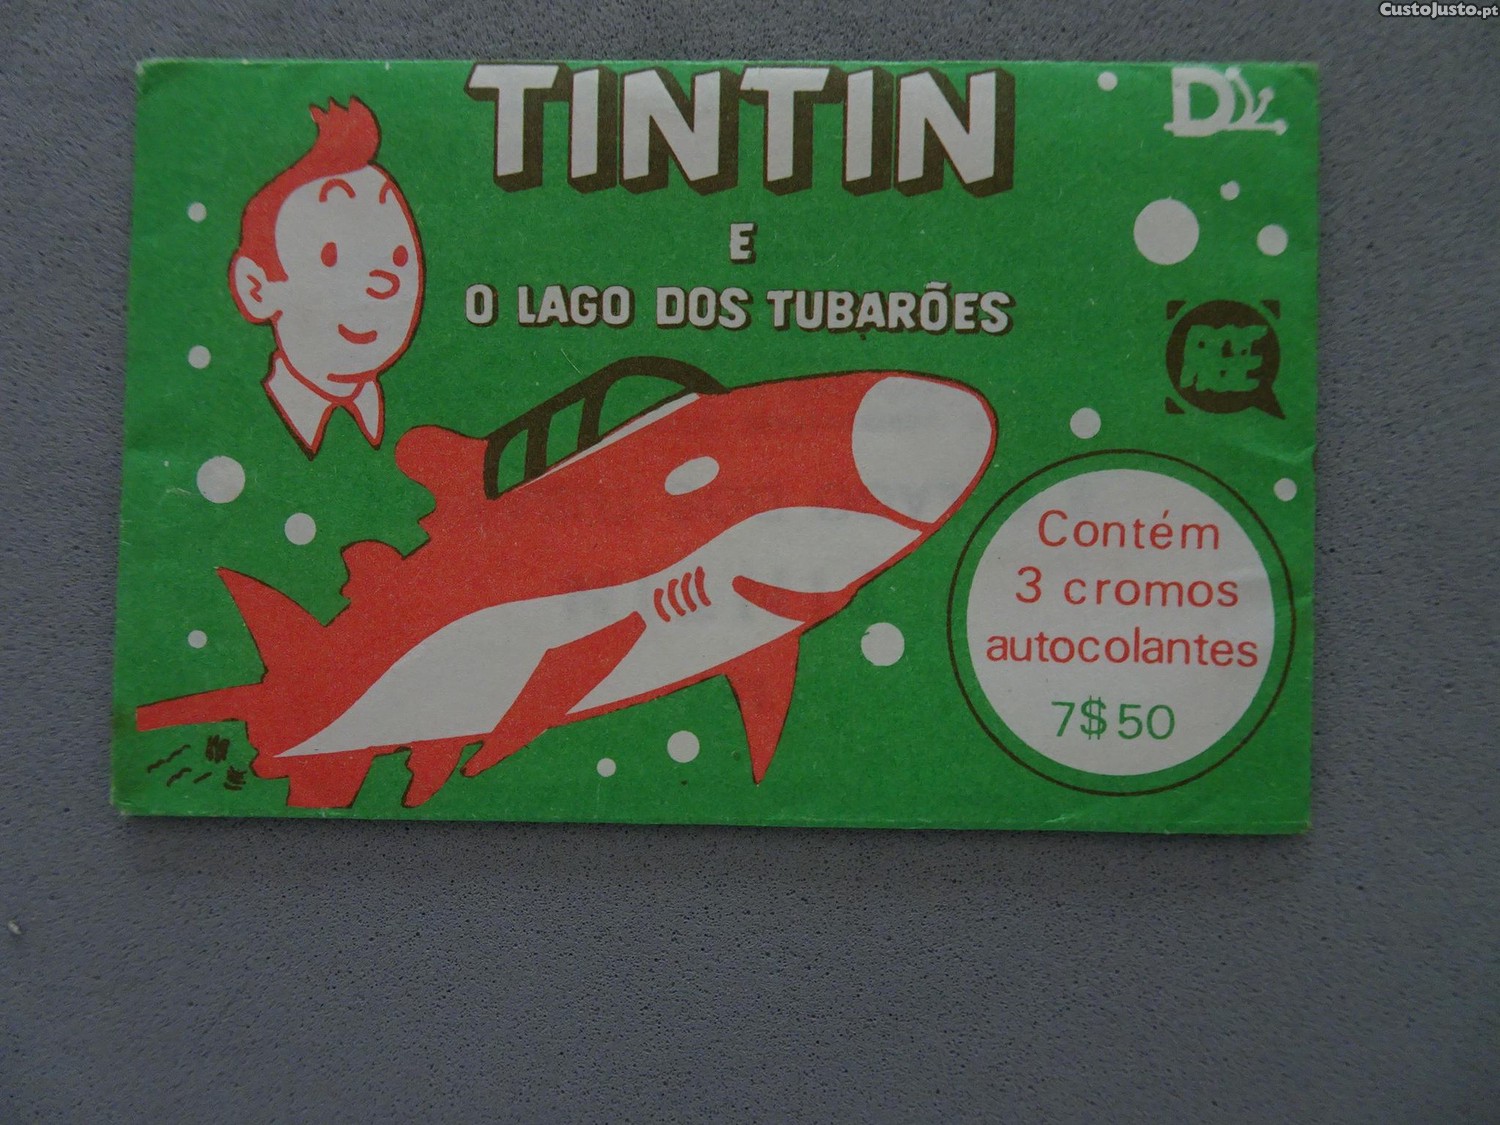 CustoJusto.pt
TINTIN
E
O LAGO DOS TUBARÕES
Contém
3 cromos
autocolantes
7$50